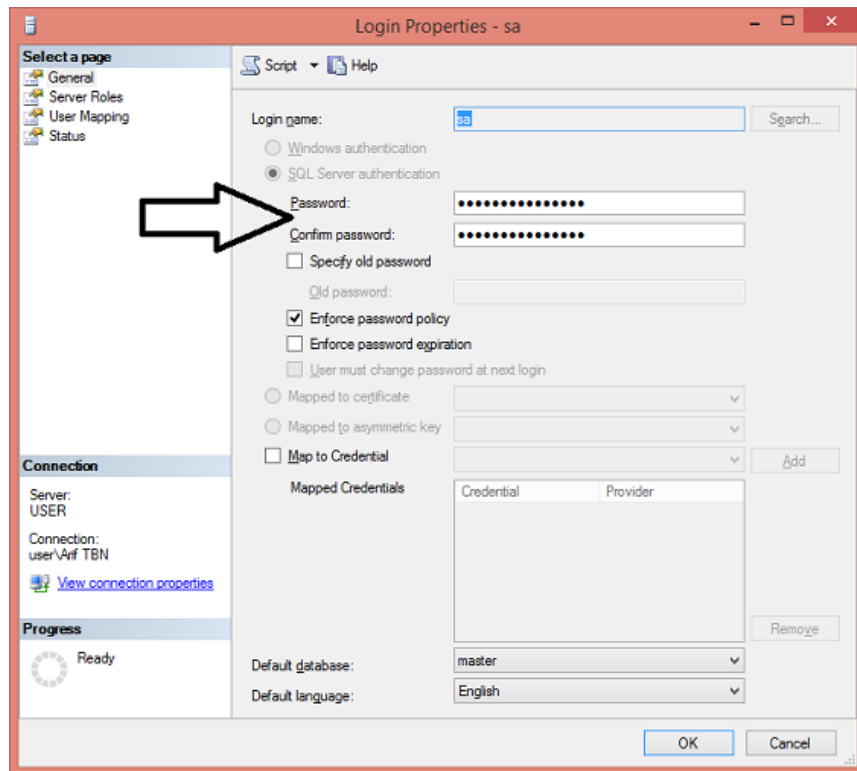 Login Properties - sa
Select a page
General
Server Roles
User Mapping
Status
Connection
Server:
USER
Connection:
user\Arif TBN
View connection properties
Progress
Ready
Script Help
Login name: sa Search...
Windows authentication
SQL Server authentication
Password: •••••••••••••••
Confirm password: •••••••••••••••
Specify old password
Old password:
Enforce password policy
Enforce password expiration
User must change password at next login
Mapped to certificate
Mapped to asymmetric key
Map to Credential Add
Mapped Credentials Credential Provider
Remove
Default database: master
Default language: English
OK Cancel